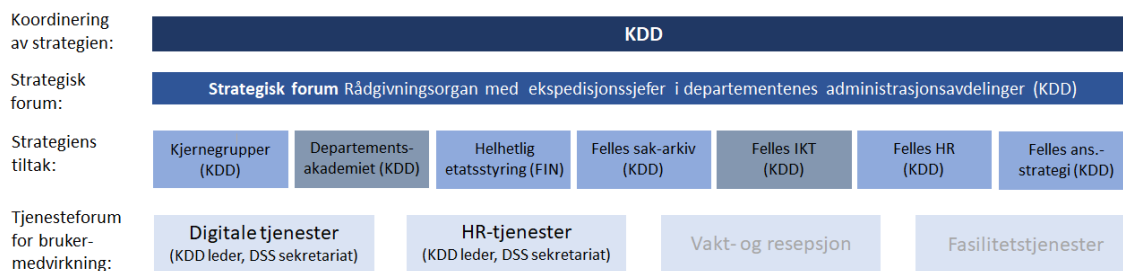 Koordinering
av strategien:
KDD
Strategisk
forum:
Strategisk forum Rådgivningsorgan med ekspedisjonssjefer i departementenes administrasjonsavdelinger (KDD)
Strategiens
tiltak:
Kjernegrupper
(KDD)
Departements-
akademiet (KDD)
Helhetlig
etatsstyring (FIN)
Felles sak-arkiv
(KDD)
Felles IKT
(KDD)
Felles HR
(KDD)
Felles ans.-
strategi (KDD)
Tjenesteforum
for bruker-
medvirkning:
Digitale tjenester
(KDD leder, DSS sekretariat)
HR-tjenester
(KDD leder, DSS sekretariat)
Vakt- og resepsjon
Fasilitetstjenester